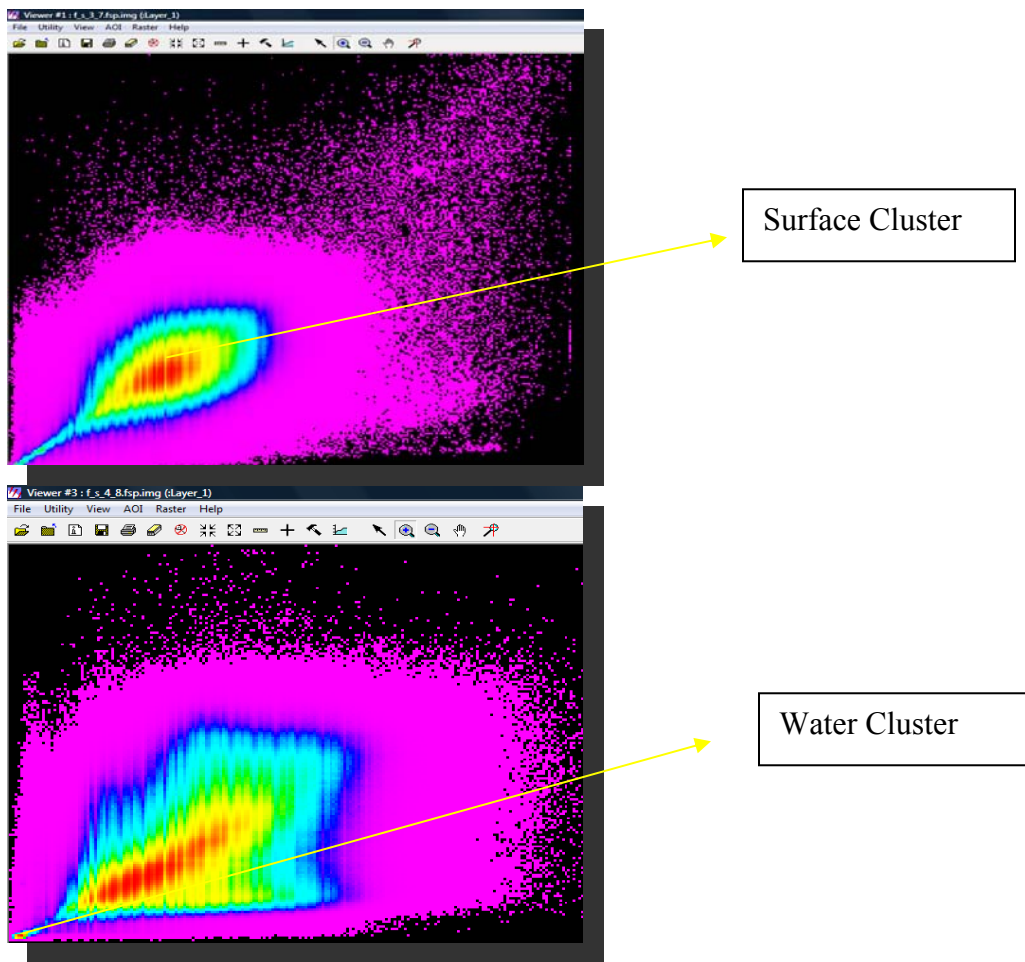 Viewer #1 : f_s_3_7.fsp.img (:Layer_1)
File Utility View AOI Raster Help
Surface Cluster
Viewer #3 : f_s_4_8.fsp.img (:Layer_1)
File Utility View AOI Raster Help
Water Cluster